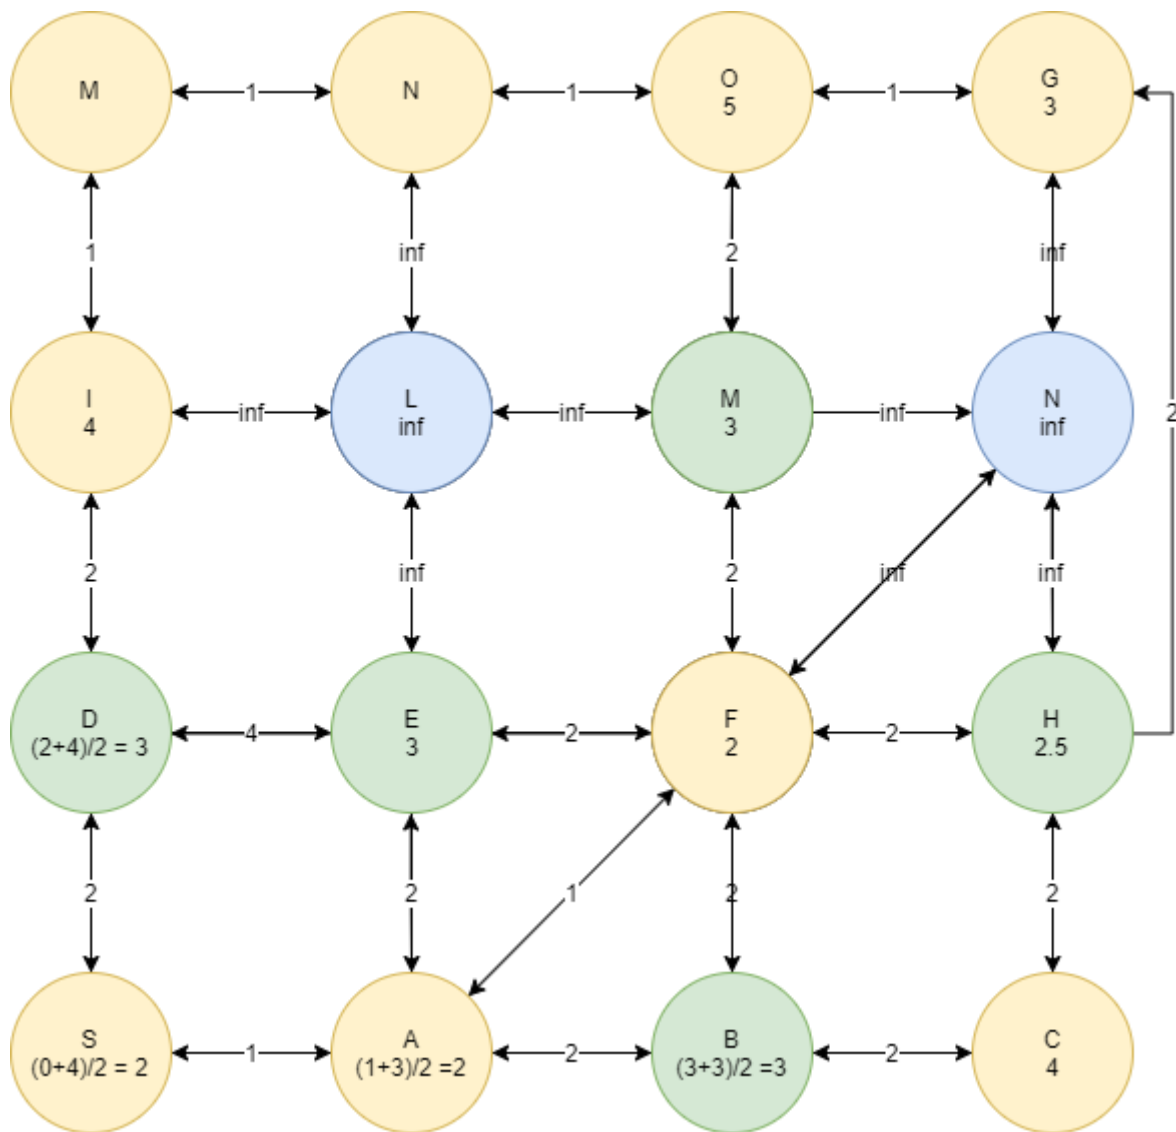 M
1
N
1
O
5
1
G
3
1
inf
2
inf
2
I
4
inf
L
inf
inf
M
3
inf
N
inf
2
inf
2
inf
inf
D
(2+4)/2 = 3
4
E
3
2
F
2
2
H
2.5
2
2
1
2
2
S
(0+4)/2 = 2
1
A
(1+3)/2 =2
2
B
(3+3)/2 =3
2
C
4